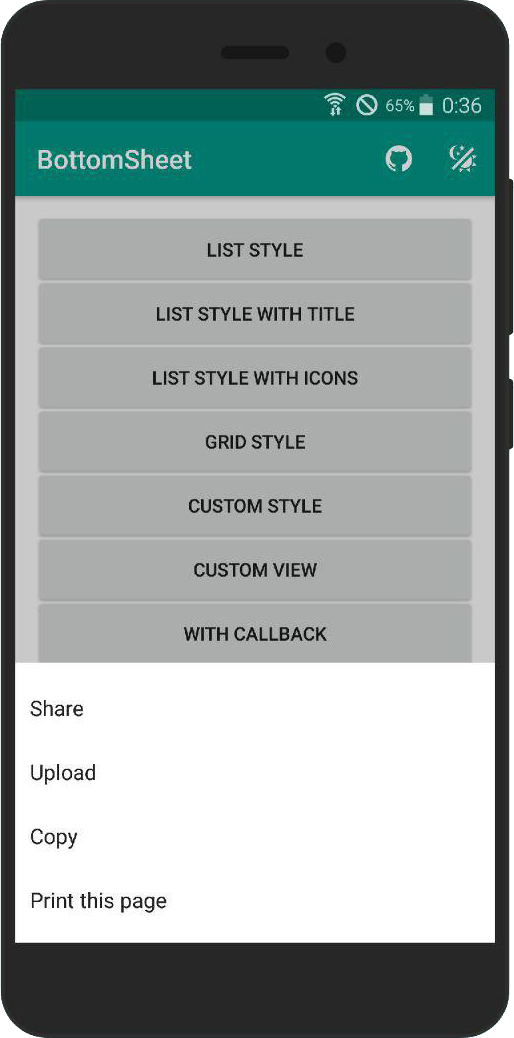 65% 0:36
BottomSheet
LIST STYLE
LIST STYLE WITH TITLE
LIST STYLE WITH ICONS
GRID STYLE
CUSTOM STYLE
CUSTOM VIEW
WITH CALLBACK
Share
Upload
Copy
Print this page